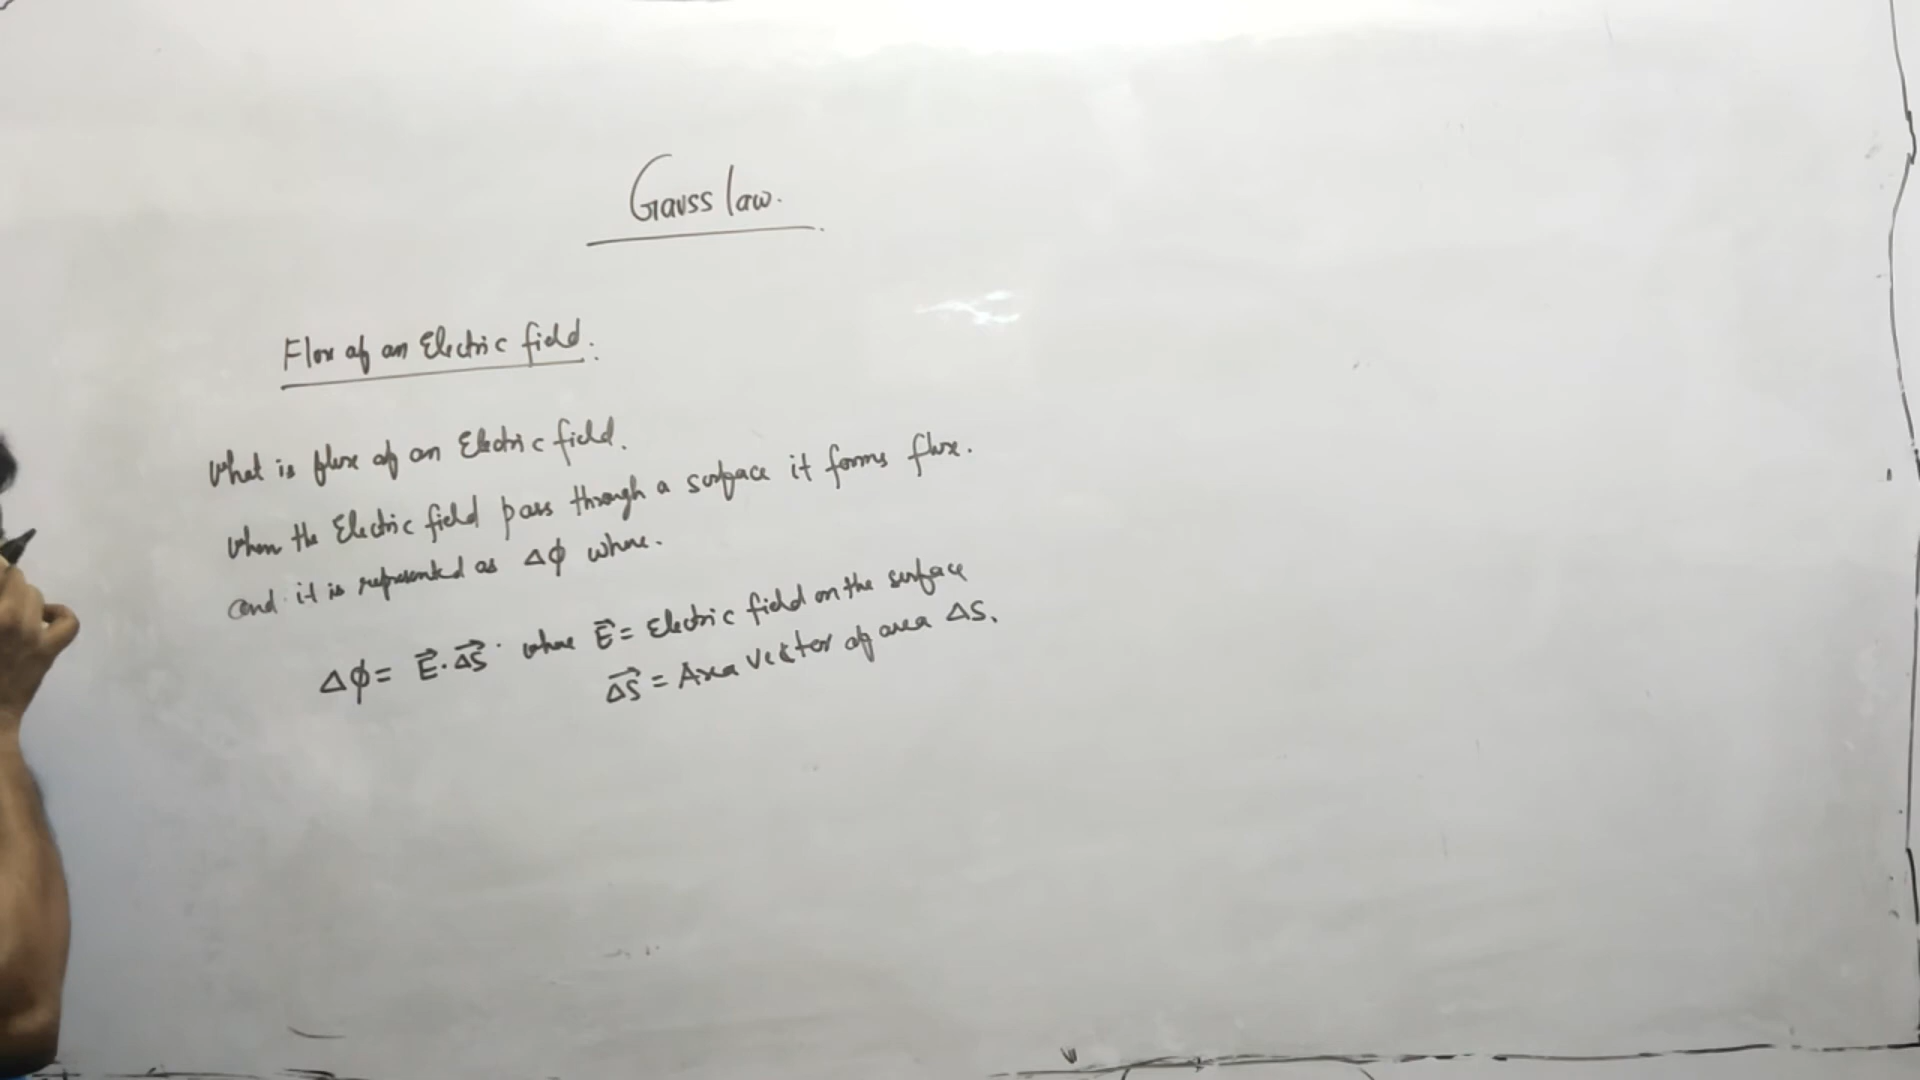 Gauss law.
Flux of an Electric field.
What is flux of an Electric field.
when the Electric field pass through a surface it forms flux.
and it is represented as Δϕ where.
Δϕ = E⃗·ΔS⃗ · where E⃗ = Electric field on the surface
ΔS⃗ = Area Vector of area ΔS.